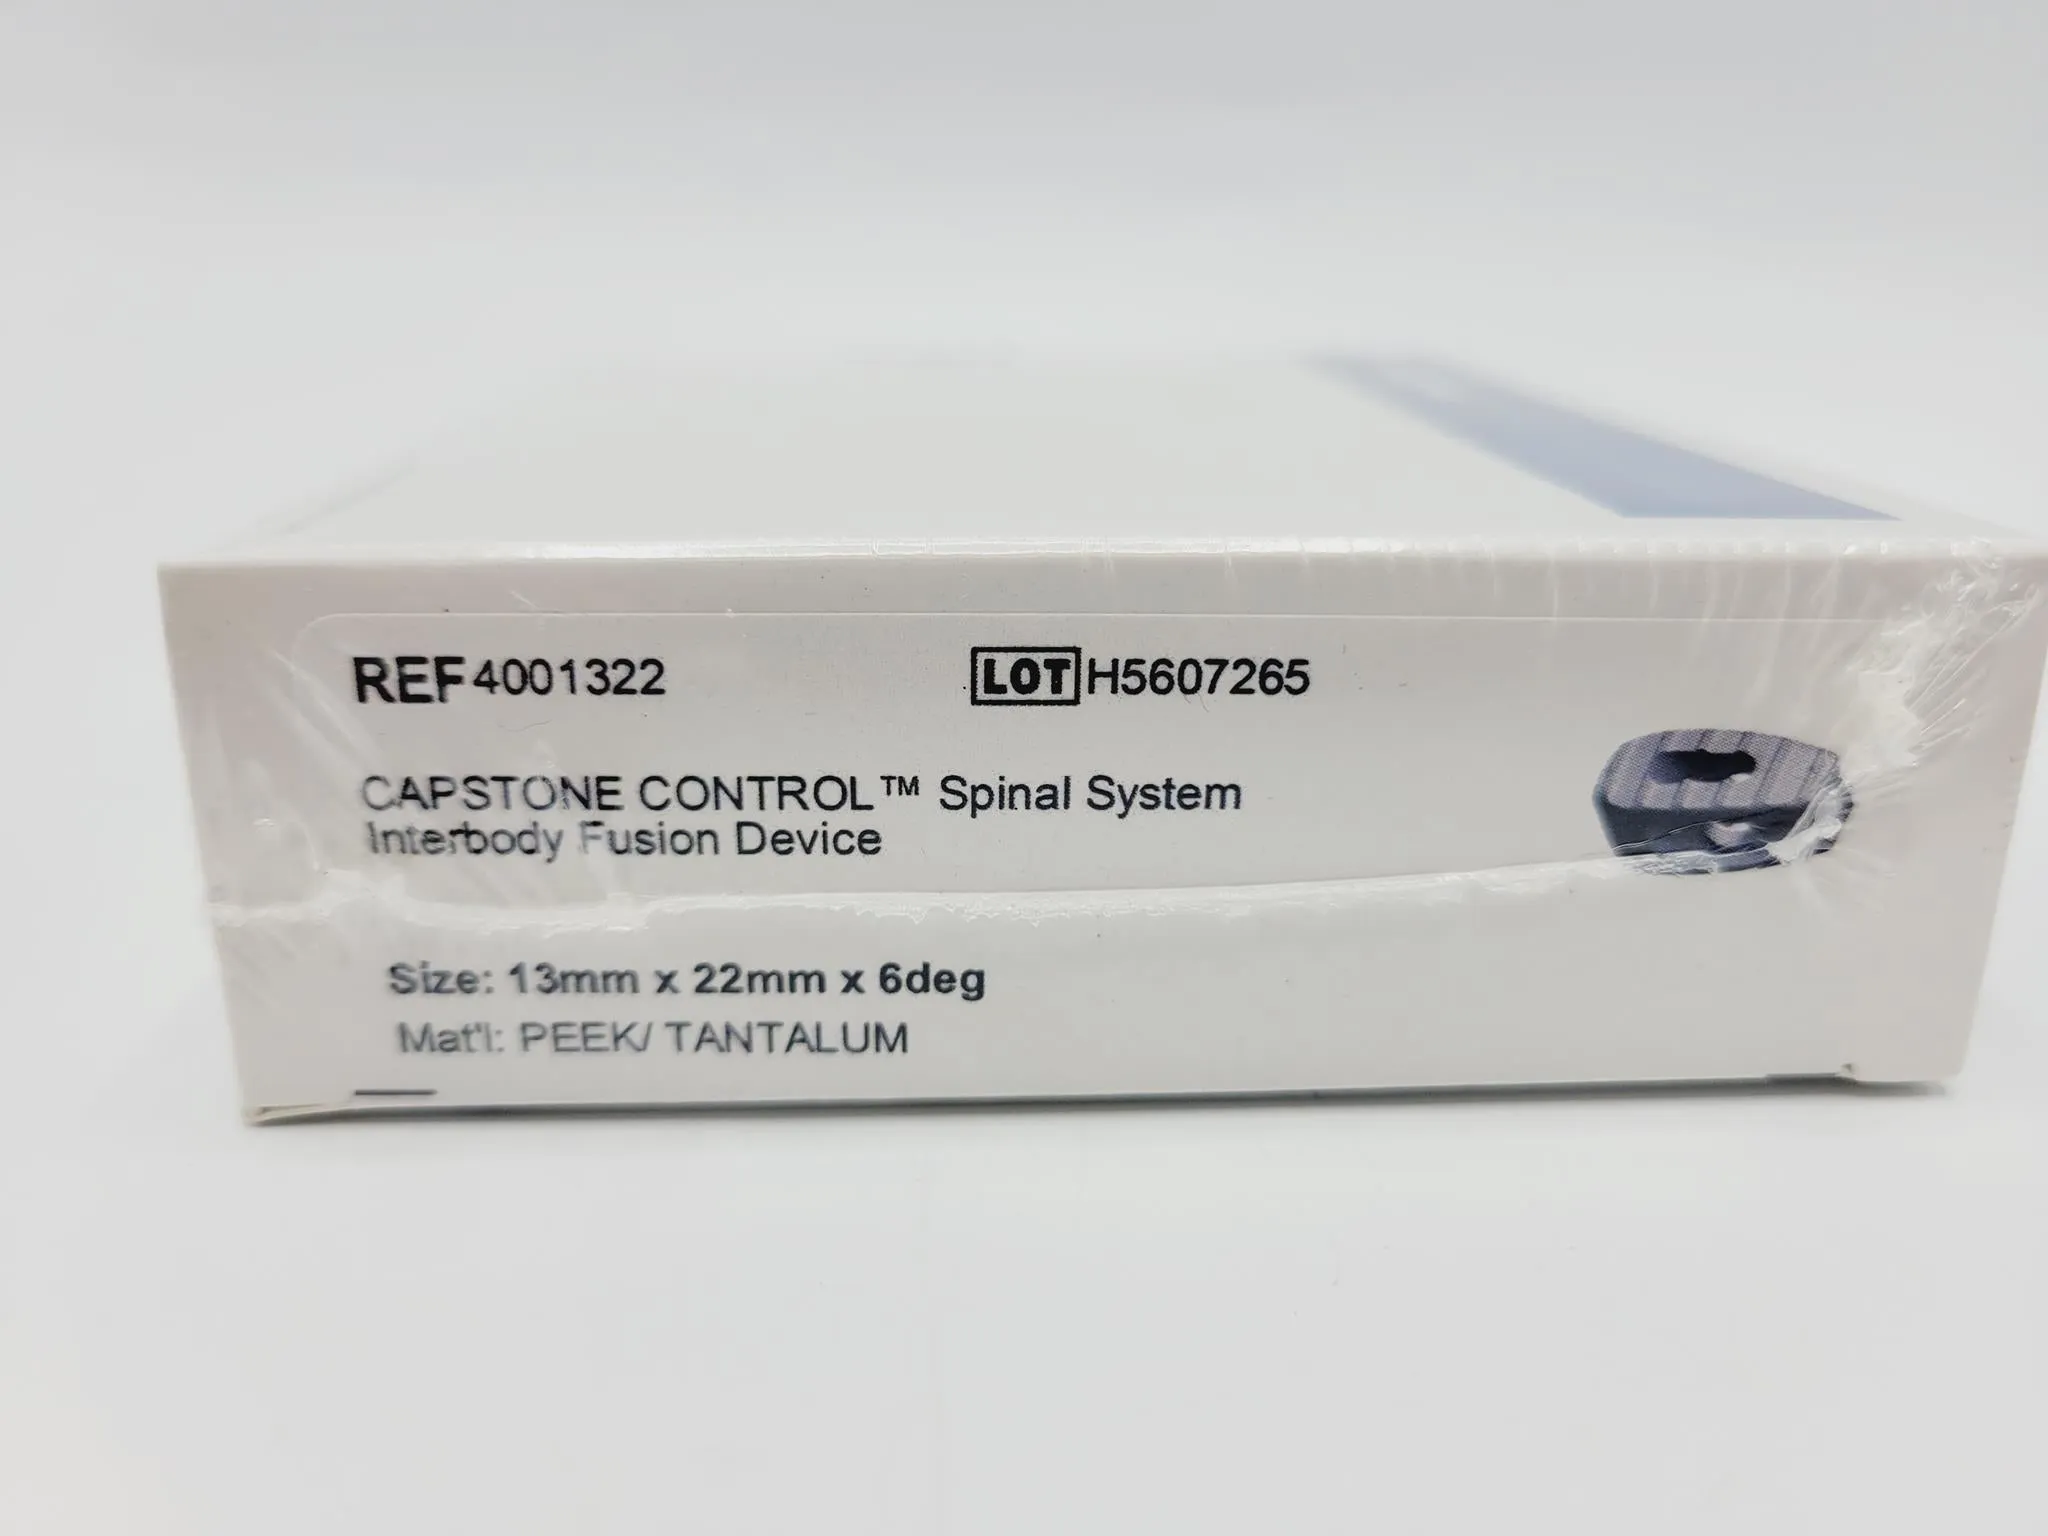 REF 4001322 LOT H5607265
CAPSTONE CONTROL™ Spinal System
Interbody Fusion Device
Size: 13mm x 22mm x 6deg
Mat'l: PEEK/ TANTALUM